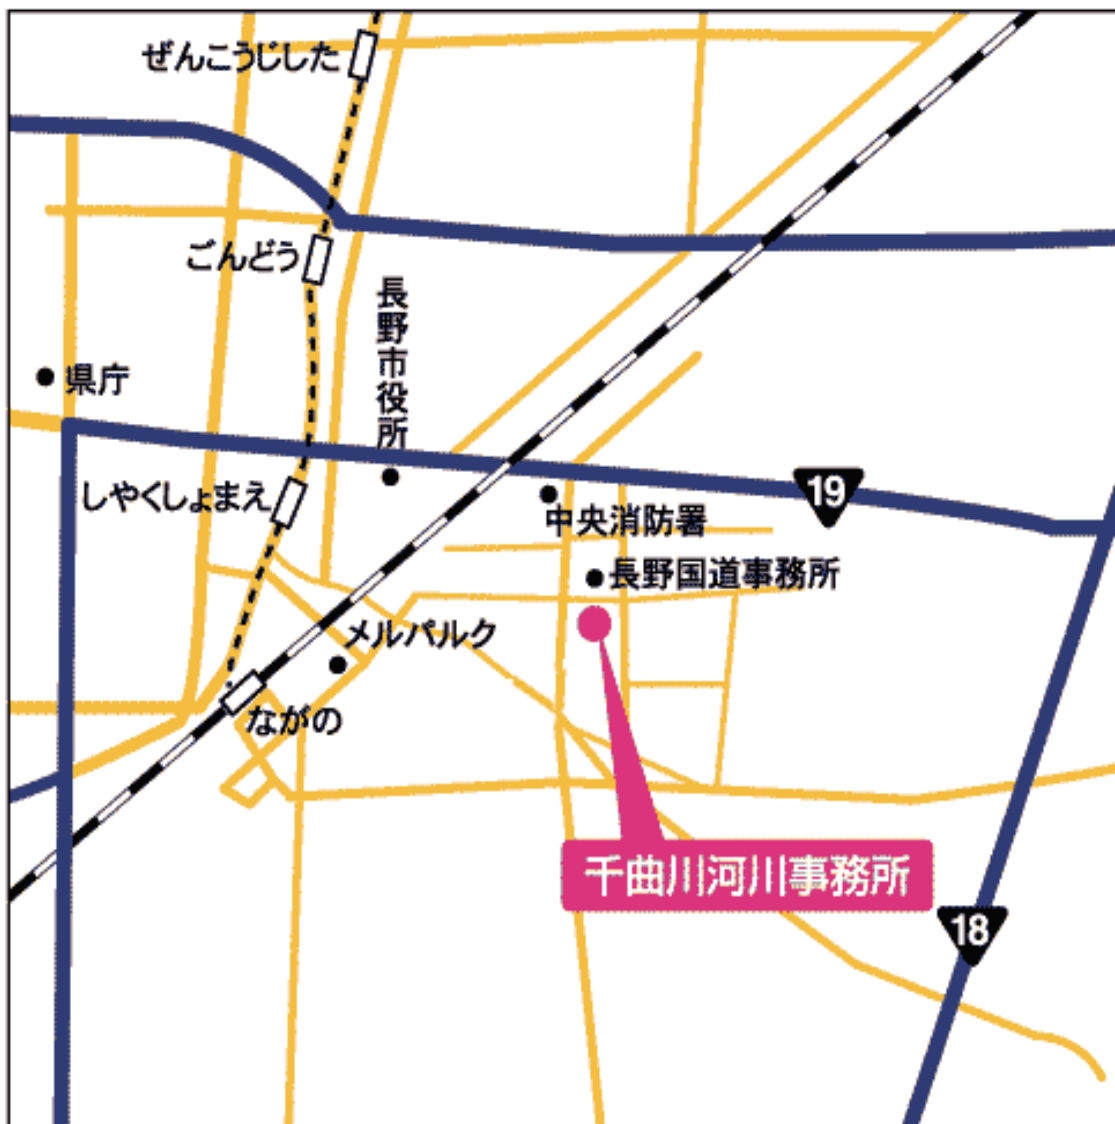 ぜんこうじした
ごんどう
長野市役所
県庁
しやくしょまえ
19
中央消防署
長野国道事務所
メルパルク
ながの
千曲川河川事務所
18